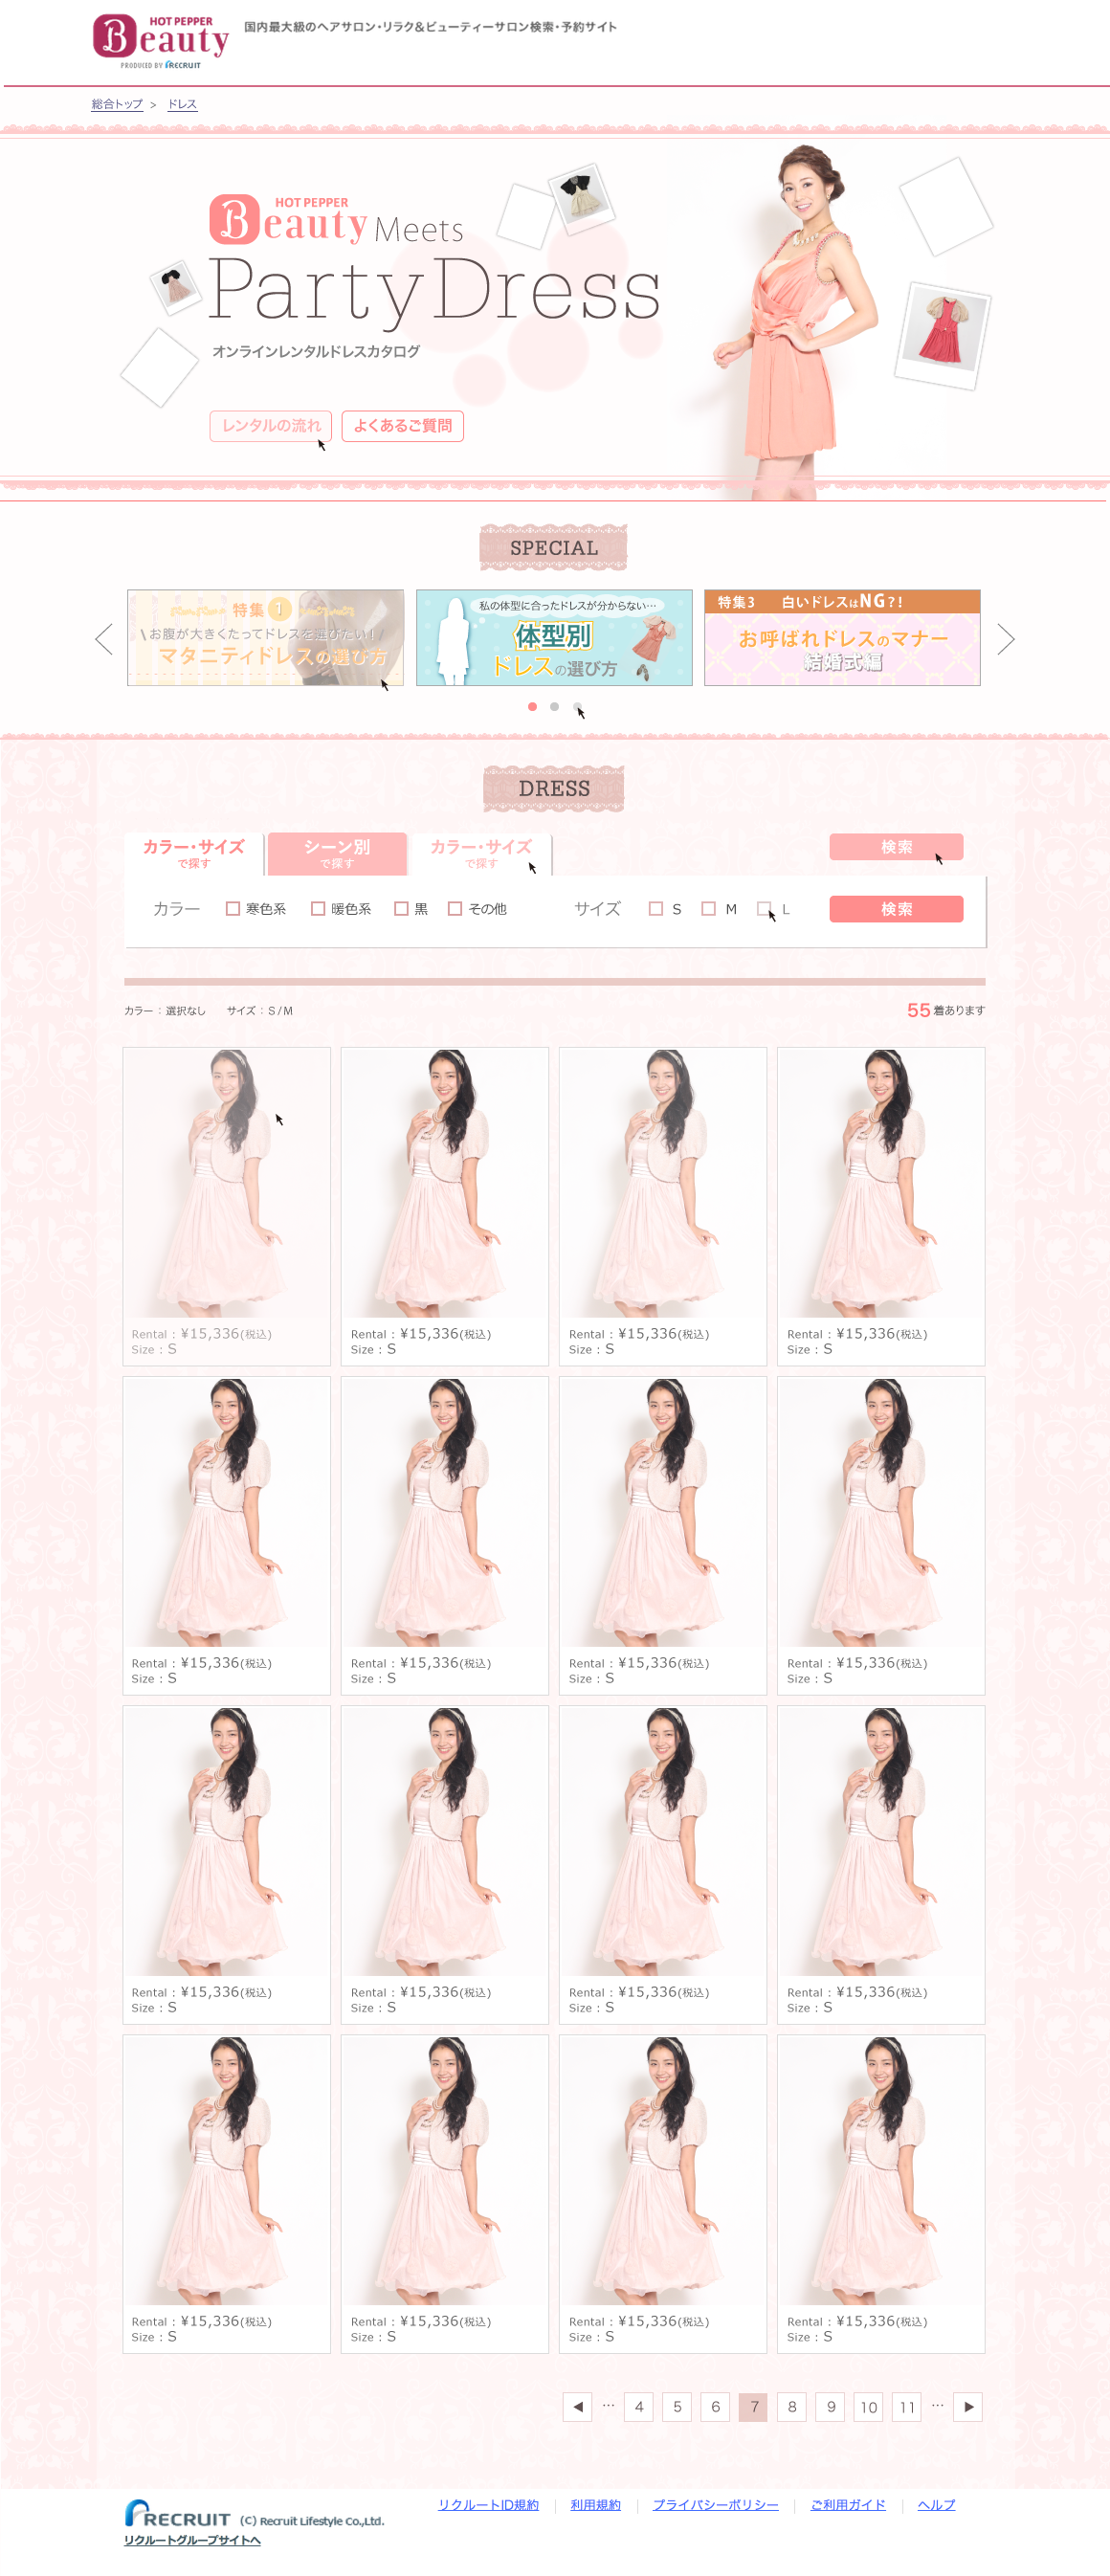 HOT PEPPER
Beauty
PRODUCED BY RECRUIT
国内最大級のヘアサロン・リラク＆ビューティーサロン検索・予約サイト
総合トップ > ドレス
HOT PEPPER
Beauty Meets
Party Dress
オンラインレンタルドレスカタログ
レンタルの流れ よくあるご質問
SPECIAL
特集 1
\お腹が大きくたってドレスを選びたい！/
マタニティドレスの選び方
私の体型に合ったドレスが分からない…
体型別
ドレスの選び方
特集3 白いドレスはNG？！
お呼ばれドレスのマナー
結婚式編
DRESS
カラー・サイズ
で探す
シーン別
で探す
カラー・サイズ
で探す
検索
カラー 寒色系 暖色系 黒 その他 サイズ S M L 検索
カラー：選択なし サイズ：S/M 55着あります
Rental : ¥15,336(税込) Rental : ¥15,336(税込) Rental : ¥15,336(税込) Rental : ¥15,336(税込)
Size : S Size : S Size : S Size : S
Rental : ¥15,336(税込) Rental : ¥15,336(税込) Rental : ¥15,336(税込) Rental : ¥15,336(税込)
Size : S Size : S Size : S Size : S
Rental : ¥15,336(税込) Rental : ¥15,336(税込) Rental : ¥15,336(税込) Rental : ¥15,336(税込)
Size : S Size : S Size : S Size : S
Rental : ¥15,336(税込) Rental : ¥15,336(税込) Rental : ¥15,336(税込) Rental : ¥15,336(税込)
Size : S Size : S Size : S Size : S
◀ … 4 5 6 7 8 9 10 11 … ▶
RECRUIT (C) Recruit Lifestyle Co.,Ltd.
リクルートグループサイトへ
リクルートID規約 利用規約 プライバシーポリシー ご利用ガイド ヘルプ